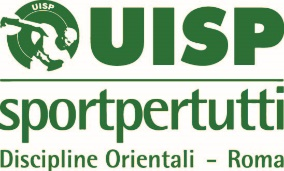 UISP
UISP
sportpertutti
Discipline Orientali - Roma